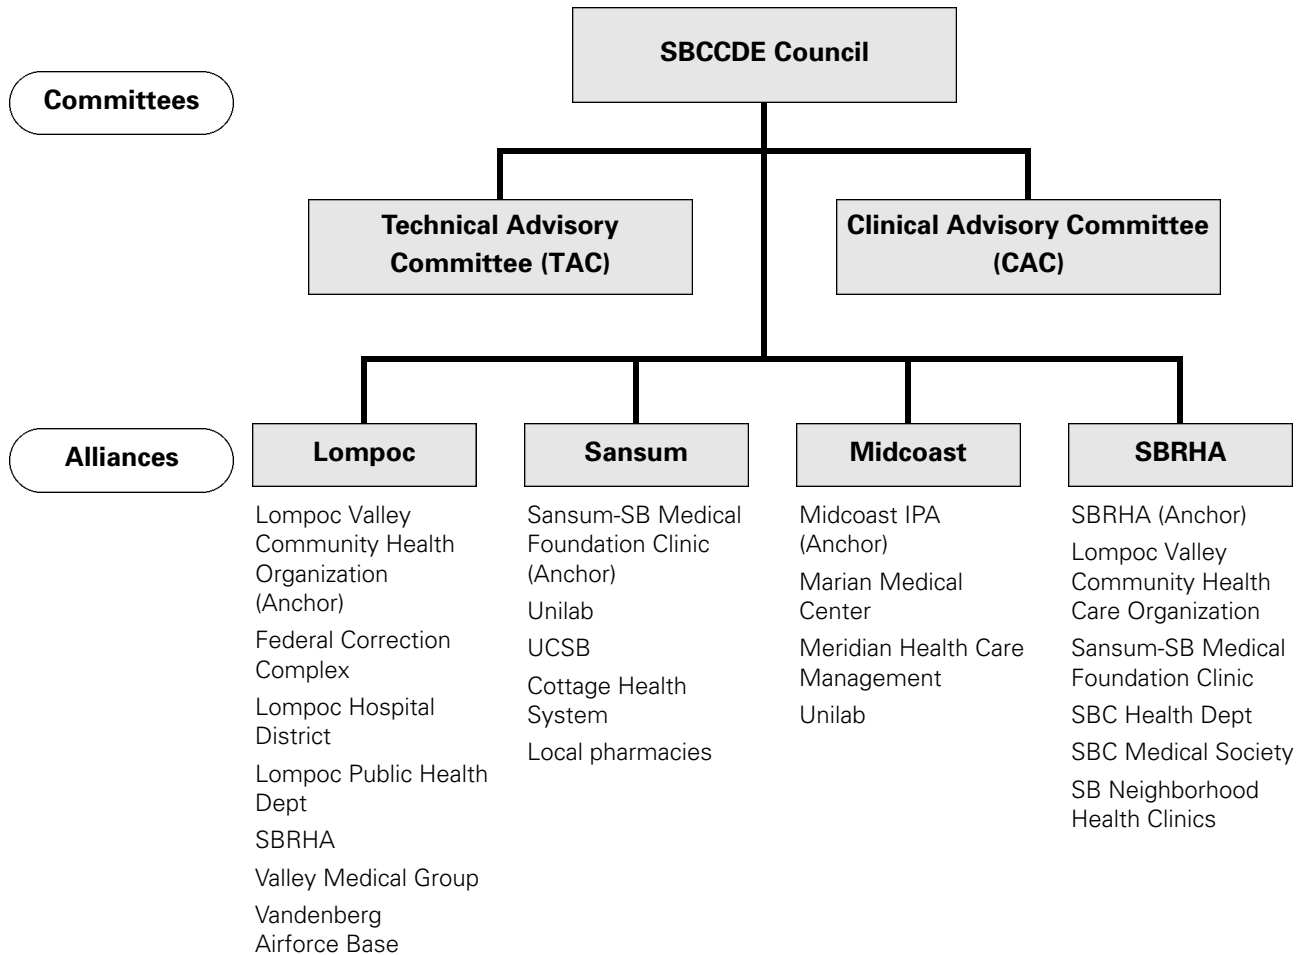 SBCCDE Council
Committees
Technical Advisory
Committee (TAC)
Clinical Advisory Committee
(CAC)
Alliances
Lompoc
Sansum
Midcoast
SBRHA
Lompoc Valley
Community Health
Organization
(Anchor)
Federal Correction
Complex
Lompoc Hospital
District
Lompoc Public Health
Dept
SBRHA
Valley Medical Group
Vandenberg
Airforce Base
Sansum-SB Medical
Foundation Clinic
(Anchor)
Unilab
UCSB
Cottage Health
System
Local pharmacies
Midcoast IPA
(Anchor)
Marian Medical
Center
Meridian Health Care
Management
Unilab
SBRHA (Anchor)
Lompoc Valley
Community Health
Care Organization
Sansum-SB Medical
Foundation Clinic
SBC Health Dept
SBC Medical Society
SB Neighborhood
Health Clinics